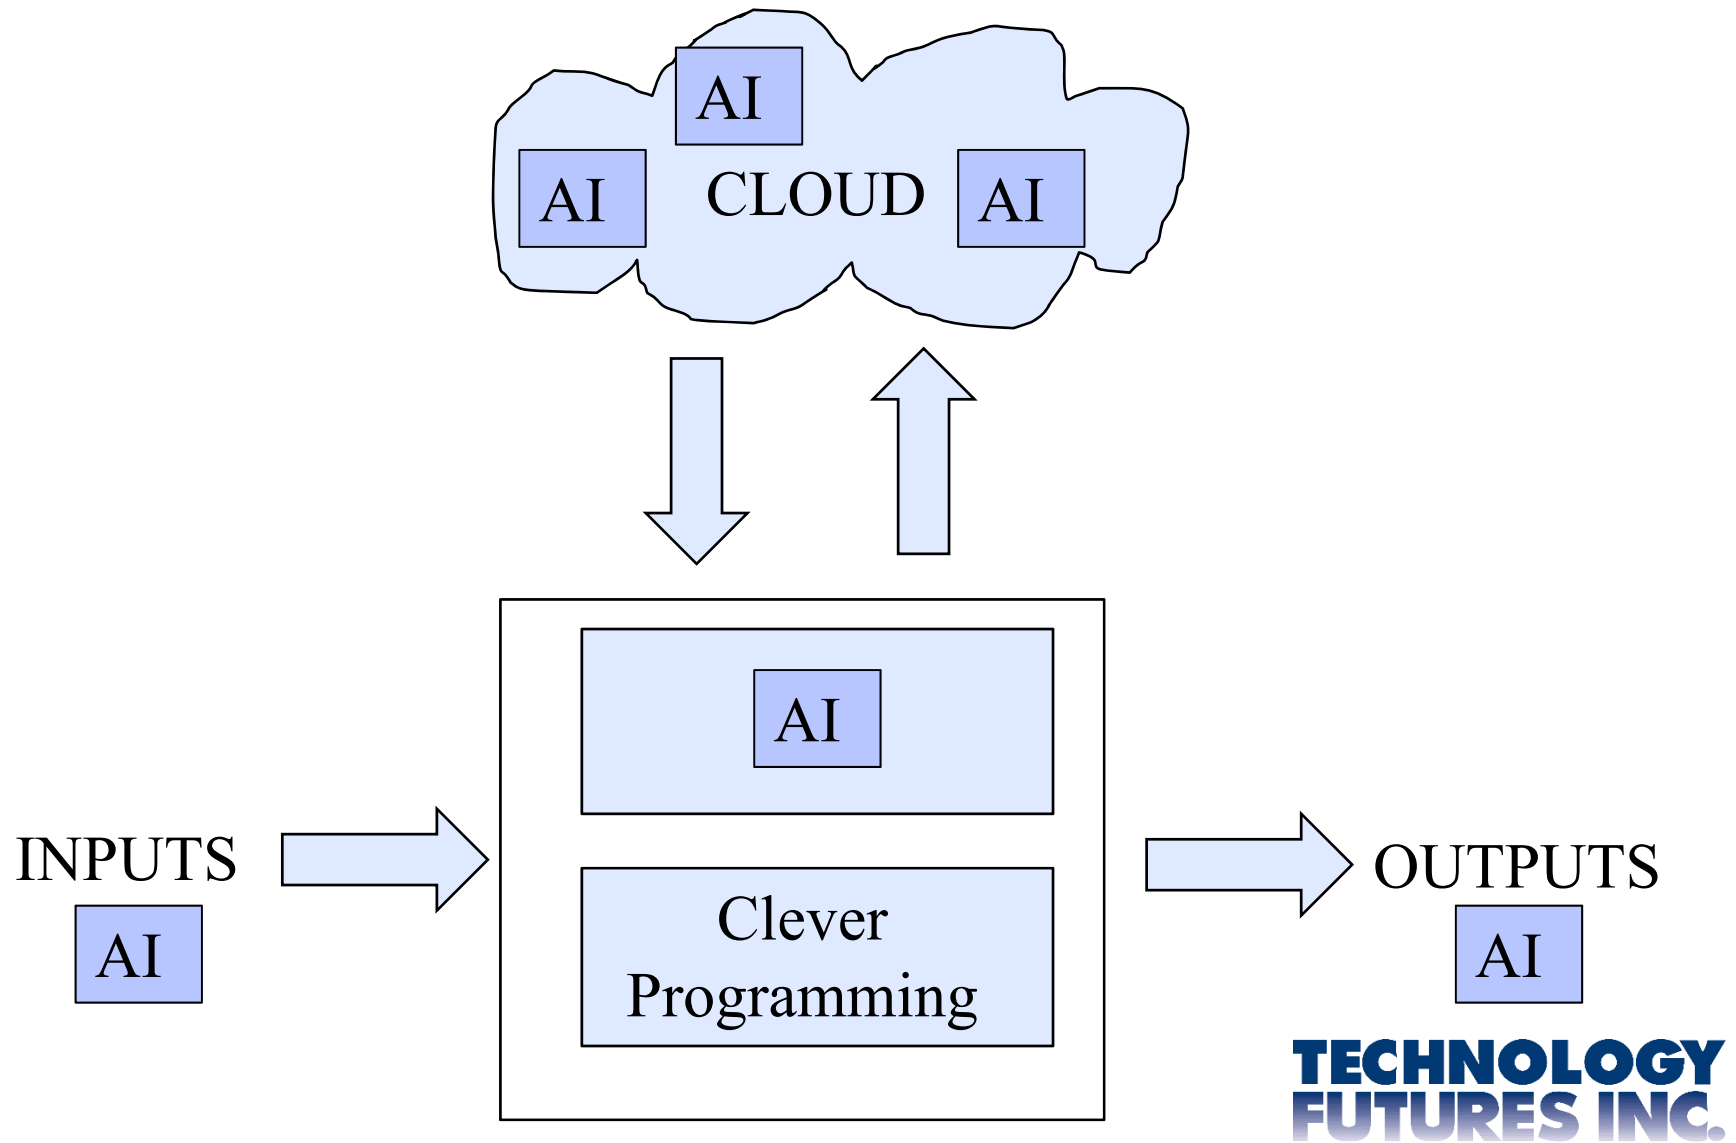 AI
AI
CLOUD
AI
AI
INPUTS
AI
Clever
Programming
OUTPUTS
AI
TECHNOLOGY
FUTURES INC.